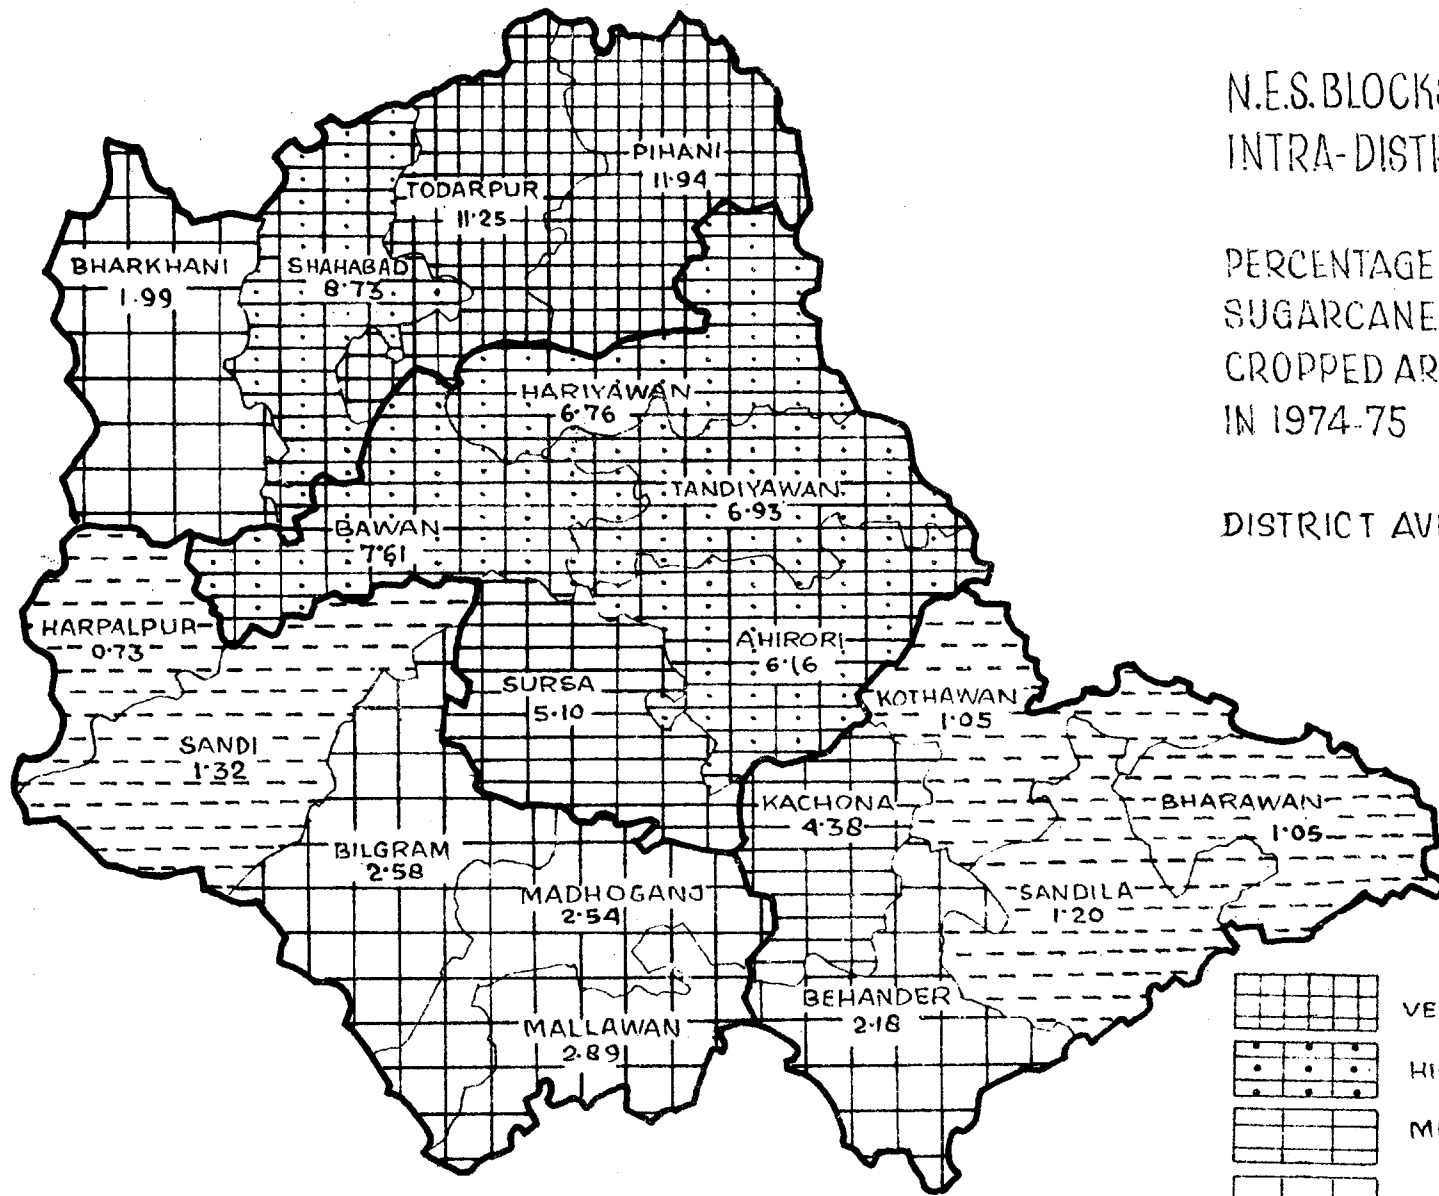 N.E.S. BLOCKS
INTRA-DIST
PERCENTAGE
SUGARCANE
CROPPED AR
IN 1974-75
DISTRICT AV
PIHANI
11.94
TODARPUR
11.25
BHARKHANI
1.99
SHAHABAD
8.73
HARIYAWAN
6.76
TANDIYAWAN
6.93
BAWAN
7.61
HARPALPUR
0.73
AHIRORI
6.16
SURSA
5.10
KOTHAWAN
1.05
SANDI
1.32
KACHONA
4.38
BHARAWAN
1.05
BILGRAM
2.58
MADHOGANJ
2.54
SANDILA
1.20
BEHANDER
2.18
MALLAWAN
2.89
VE
HI
M